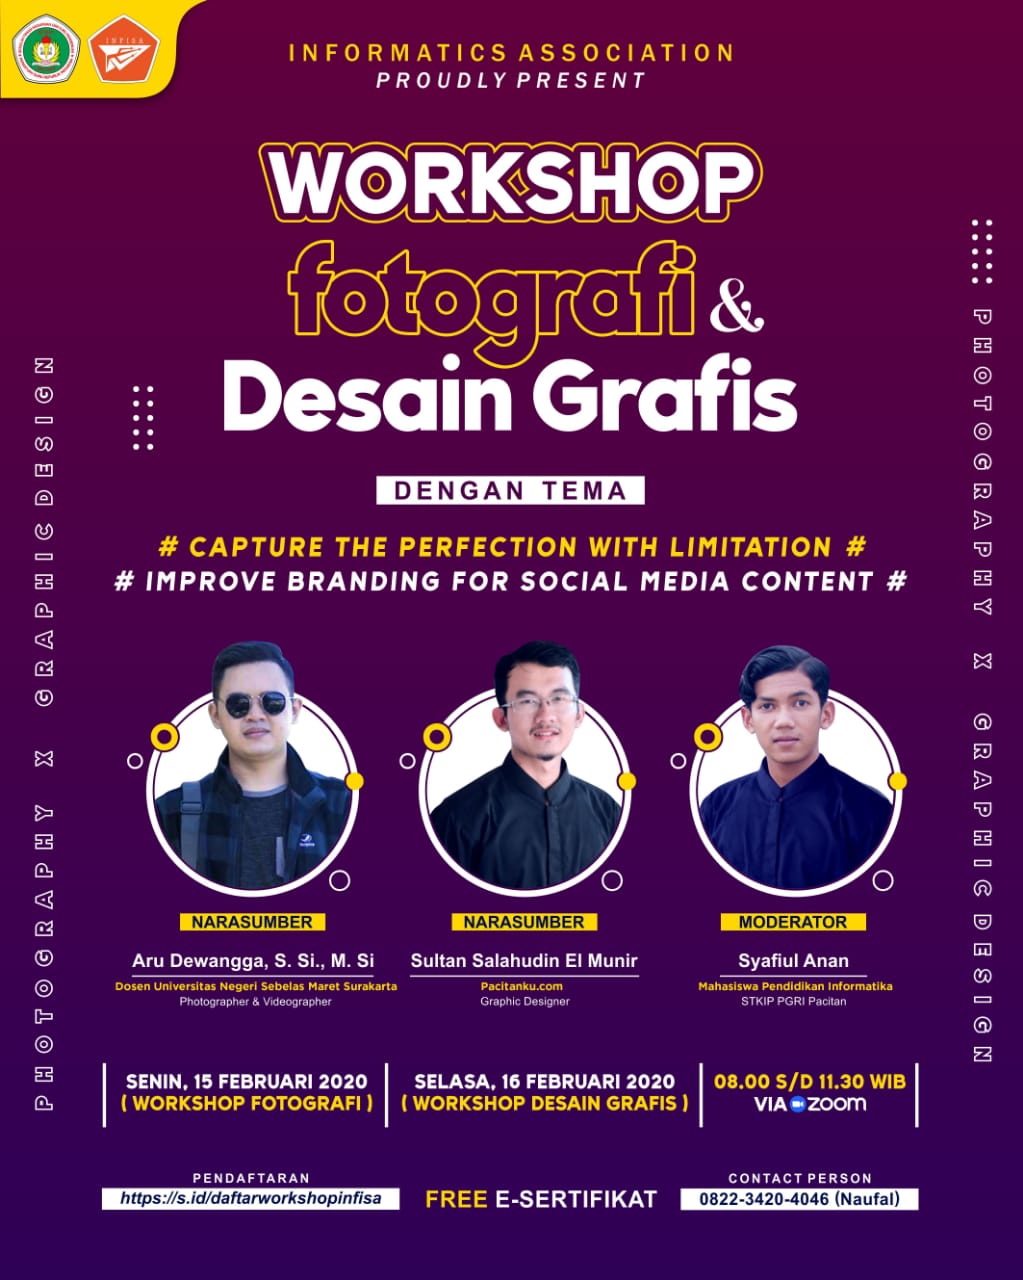 INFISA
INFORMATICS ASSOCIATION
PROUDLY PRESENT
WORKSHOP
fotografi &
Desain Grafis
DENGAN TEMA
# CAPTURE THE PERFECTION WITH LIMITATION #
# IMPROVE BRANDING FOR SOCIAL MEDIA CONTENT #
PHOTOGRAPHY X GRAPHIC DESIGN
PHOTOGRAPHY X GRAPHIC DESIGN
NARASUMBER
Aru Dewangga, S. Si., M. Si
Dosen Universitas Negeri Sebelas Maret Surakarta
Photographer & Videographer
NARASUMBER
Sultan Salahudin El Munir
Pacitanku.com
Graphic Designer
MODERATOR
Syafiul Anan
Mahasiswa Pendidikan Informatika
STKIP PGRI Pacitan
SENIN, 15 FEBRUARI 2020
( WORKSHOP FOTOGRAFI )
SELASA, 16 FEBRUARI 2020
( WORKSHOP DESAIN GRAFIS )
08.00 S/D 11.30 WIB
VIA zoom
PENDAFTARAN
https://s.id/daftarworkshopinfisa
FREE E-SERTIFIKAT
CONTACT PERSON
0822-3420-4046 (Naufal)